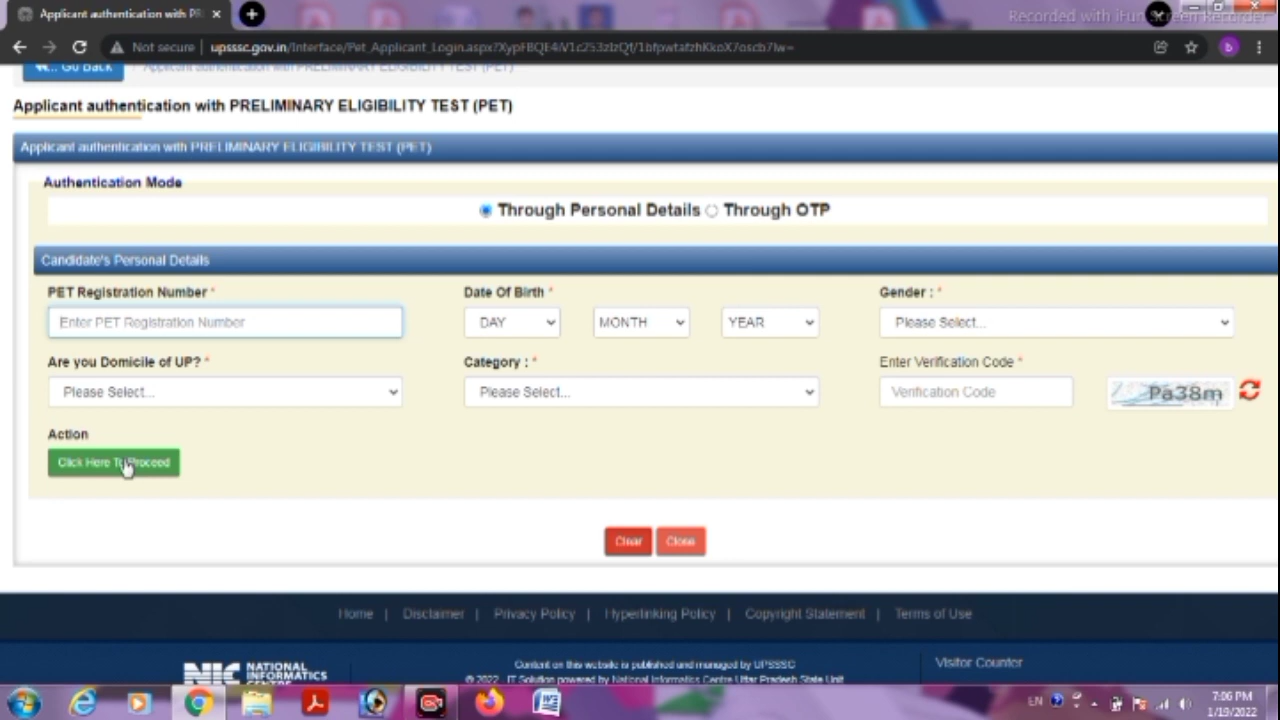 Applicant authentication with PR
Recorded with iFun Screen Recorder
Not secure | upsssc.gov.in/Interface/Pet_Applicant_Login.aspx?
Go Back / Applicant authentication with PRELIMINARY ELIGIBILITY TEST (PET)
Applicant authentication with PRELIMINARY ELIGIBILITY TEST (PET)
Applicant authentication with PRELIMINARY ELIGIBILITY TEST (PET)
Authentication Mode
Through Personal Details Through OTP
Candidate's Personal Details
PET Registration Number * Date Of Birth * Gender : *
Enter PET Registration Number DAY MONTH YEAR Please Select...
Are you Domicile of UP? * Category : * Enter Verification Code *
Please Select... Please Select... Verification Code Pa38m
Action
Click Here To Proceed
Clear Close
Home | Disclaimer | Privacy Policy | Hyperlinking Policy | Copyright Statement | Terms of Use
NIC NATIONAL INFORMATICS CENTRE
Content on this website is published and managed by UPSSSC
Visitor Counter
© 2022 IT Solution powered by National Informatics Centre Uttar Pradesh State Unit
EN 7:06 PM
1/19/2022